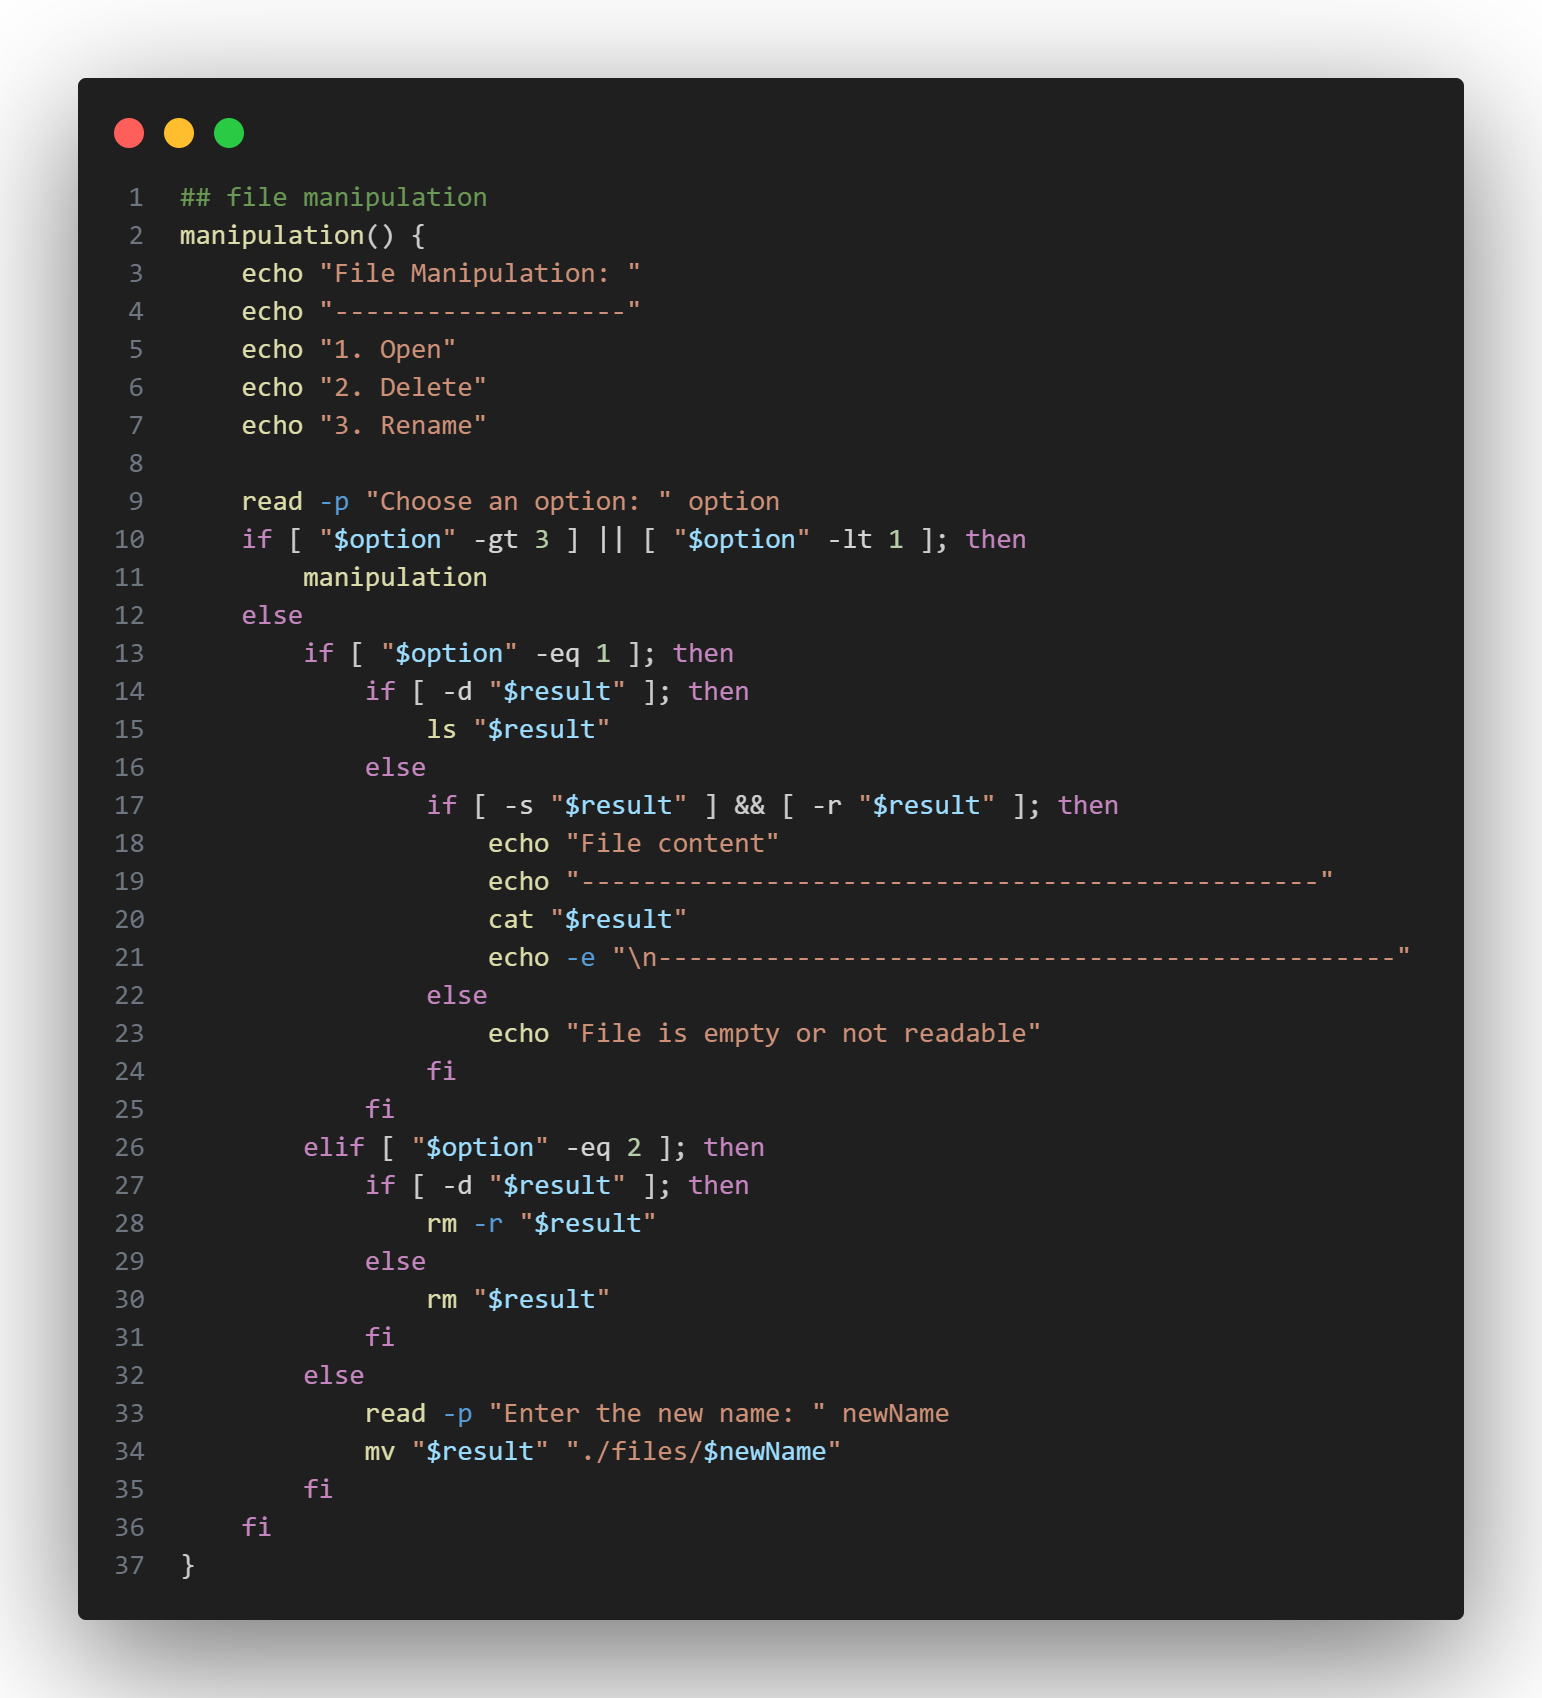 1 ## file manipulation
2 manipulation() {
3     echo "File Manipulation: "
4     echo "-------------------"
5     echo "1. Open"
6     echo "2. Delete"
7     echo "3. Rename"
8
9     read -p "Choose an option: " option
10     if [ "$option" -gt 3 ] || [ "$option" -lt 1 ]; then
11         manipulation
12     else
13         if [ "$option" -eq 1 ]; then
14             if [ -d "$result" ]; then
15                 ls "$result"
16             else
17                 if [ -s "$result" ] && [ -r "$result" ]; then
18                     echo "File content"
19                     echo "------------------------------------------------"
20                     cat "$result"
21                     echo -e "\n------------------------------------------------"
22                 else
23                     echo "File is empty or not readable"
24                 fi
25             fi
26         elif [ "$option" -eq 2 ]; then
27             if [ -d "$result" ]; then
28                 rm -r "$result"
29             else
30                 rm "$result"
31             fi
32         else
33             read -p "Enter the new name: " newName
34             mv "$result" "./files/$newName"
35         fi
36     fi
37 }